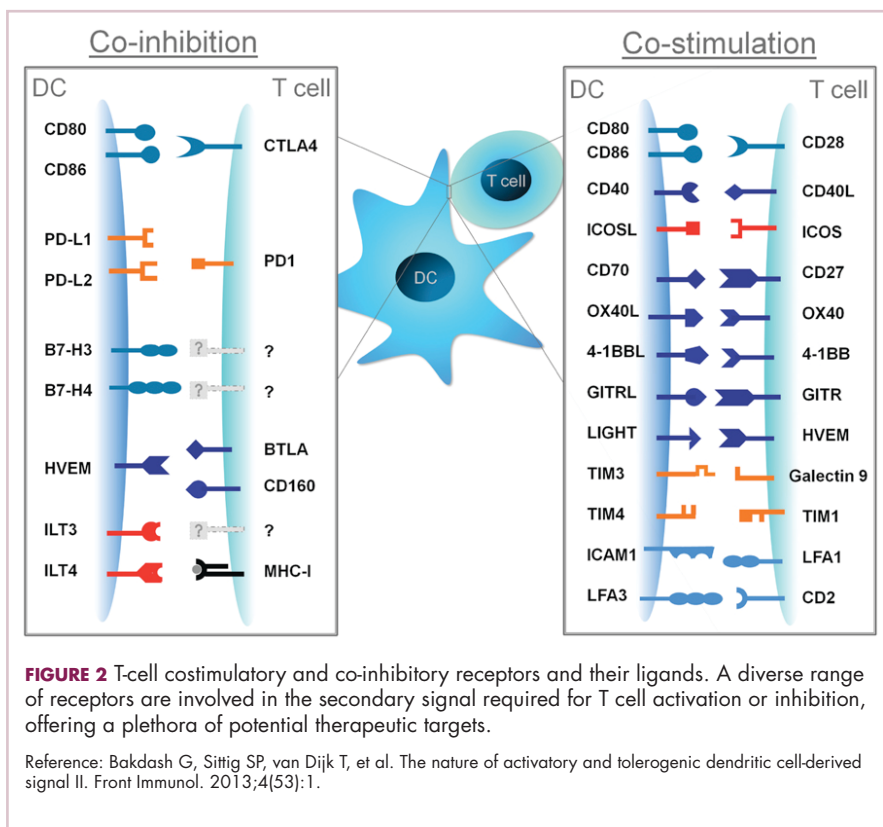 Co-inhibition
DC T cell
CD80
CD86
CTLA4
PD-L1
PD-L2
PD1
B7-H3 ? ?
B7-H4 ? ?
HVEM
BTLA
CD160
ILT3 ? ?
ILT4 MHC-I
T cell
DC
Co-stimulation
DC T cell
CD80
CD86
CD28
CD40 CD40L
ICOSL ICOS
CD70 CD27
OX40L OX40
4-1BBL 4-1BB
GITRL GITR
LIGHT HVEM
TIM3 Galectin 9
TIM4 TIM1
ICAM1 LFA1
LFA3 CD2
FIGURE 2 T-cell costimulatory and co-inhibitory receptors and their ligands. A diverse range
of receptors are involved in the secondary signal required for T cell activation or inhibition,
offering a plethora of potential therapeutic targets.
Reference: Bakdash G, Sittig SP, van Dijk T, et al. The nature of activatory and tolerogenic dendritic cell-derived
signal II. Front Immunol. 2013;4(53):1.